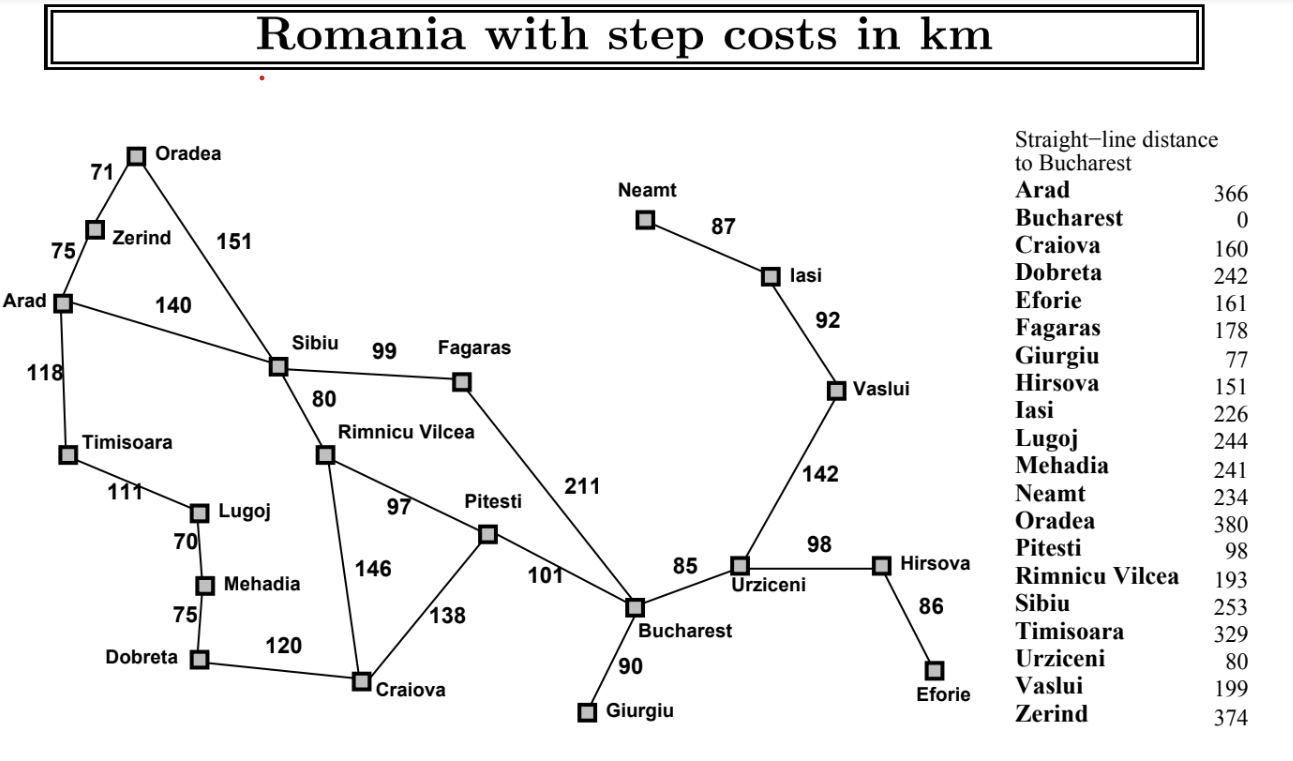 Romania with step costs in km
Oradea
71
Neamt
87
Zerind
151
75
Iasi
Arad
140
92
Sibiu
99
Fagaras
118
80
Vaslui
Rimnicu Vilcea
Timisoara
142
211
111
Lugoj
97
Pitesti
70
98
Hirsova
146
85
101
Urziceni
Mehadia
86
75
138
Bucharest
120
Dobreta
90
Craiova
Eforie
Giurgiu
Straight−line distance
to Bucharest
Arad 366
Bucharest 0
Craiova 160
Dobreta 242
Eforie 161
Fagaras 178
Giurgiu 77
Hirsova 151
Iasi 226
Lugoj 244
Mehadia 241
Neamt 234
Oradea 380
Pitesti 98
Rimnicu Vilcea 193
Sibiu 253
Timisoara 329
Urziceni 80
Vaslui 199
Zerind 374